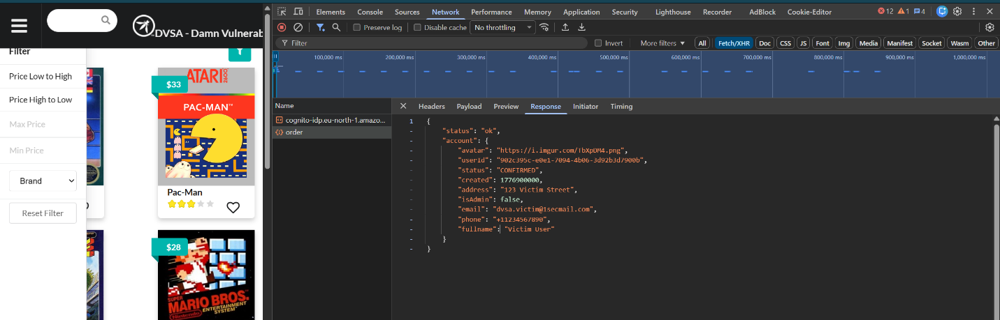 DVSA - Damn Vulnerab
Filter
Price Low to High
Price High to Low
Max Price
Min Price
Brand
Reset Filter
$33
ATARI 2600
PAC-MAN™
Pac-Man
$28
SUPER
MARIO BROS.
ENTERTAINMENT
SYSTEM
Nintendo
Elements Console Sources Network Performance Memory Application Security Lighthouse Recorder AdBlock Cookie-Editor 12 1 4
Preserve log Disable cache No throttling
Filter Invert More filters All Fetch/XHR Doc CSS JS Font Img Media Manifest Socket Wasm Other
100,000 ms 200,000 ms 300,000 ms 400,000 ms 500,000 ms 600,000 ms 700,000 ms 800,000 ms 900,000 ms 1,000,000 ms
Name Headers Payload Preview Response Initiator Timing
cognito-idp.eu-north-1.amazo...
order
1 {
- "status": "ok",
- "account": {
- "avatar": "https://i.imgur.com/TbXpDM4.png",
- "userId": "902c395c-e0e1-7094-4b06-3d92b3d7900b",
- "status": "CONFIRMED",
- "created": 1776900000,
- "address": "123 Victim Street",
- "isAdmin": false,
- "email": "dvsa.victim@1secmail.com",
- "phone": "+11234567890",
- "fullname": "Victim User"
- }
- }